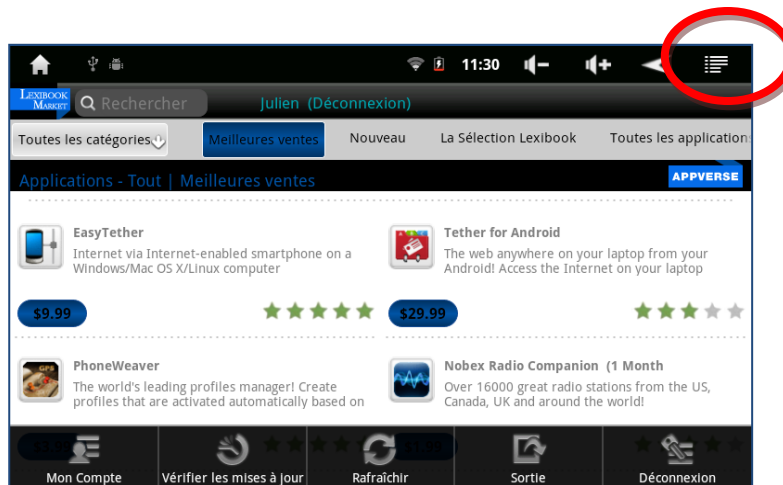 11:30
LEXIBOOK
MARKET
Rechercher
Julien (Déconnexion)
Toutes les catégories
Meilleures ventes
Nouveau
La Sélection Lexibook
Toutes les application
Applications - Tout | Meilleures ventes
APPVERSE
EasyTether
Internet via Internet-enabled smartphone on a
Windows/Mac OS X/Linux computer
$9.99
Tether for Android
The web anywhere on your laptop from your
Android! Access the Internet on your laptop
$29.99
GPS
PhoneWeaver
The world's leading profiles manager! Create
profiles that are activated automatically based on
Nobex Radio Companion (1 Month
Over 16000 great radio stations from the US,
Canada, UK and around the world!
Mon Compte
Vérifier les mises à jour
Rafraîchir
Sortie
Déconnexion